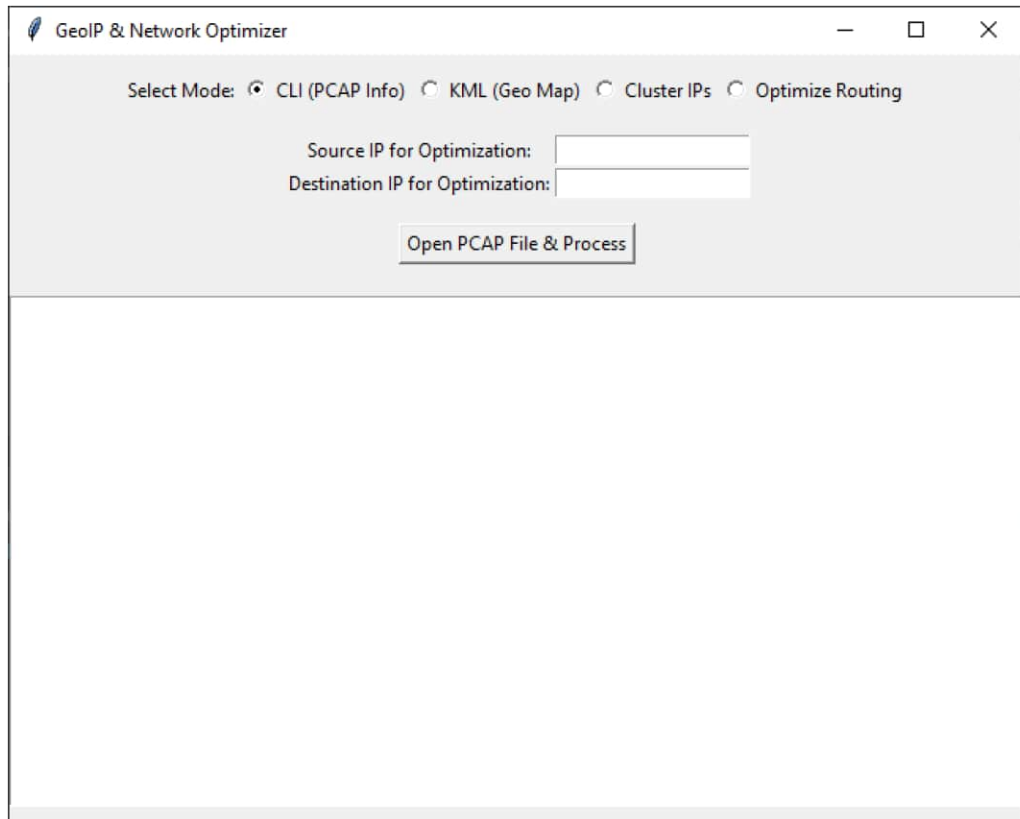 GeoIP & Network Optimizer
Select Mode: CLI (PCAP Info) KML (Geo Map) Cluster IPs Optimize Routing
Source IP for Optimization:
Destination IP for Optimization:
Open PCAP File & Process